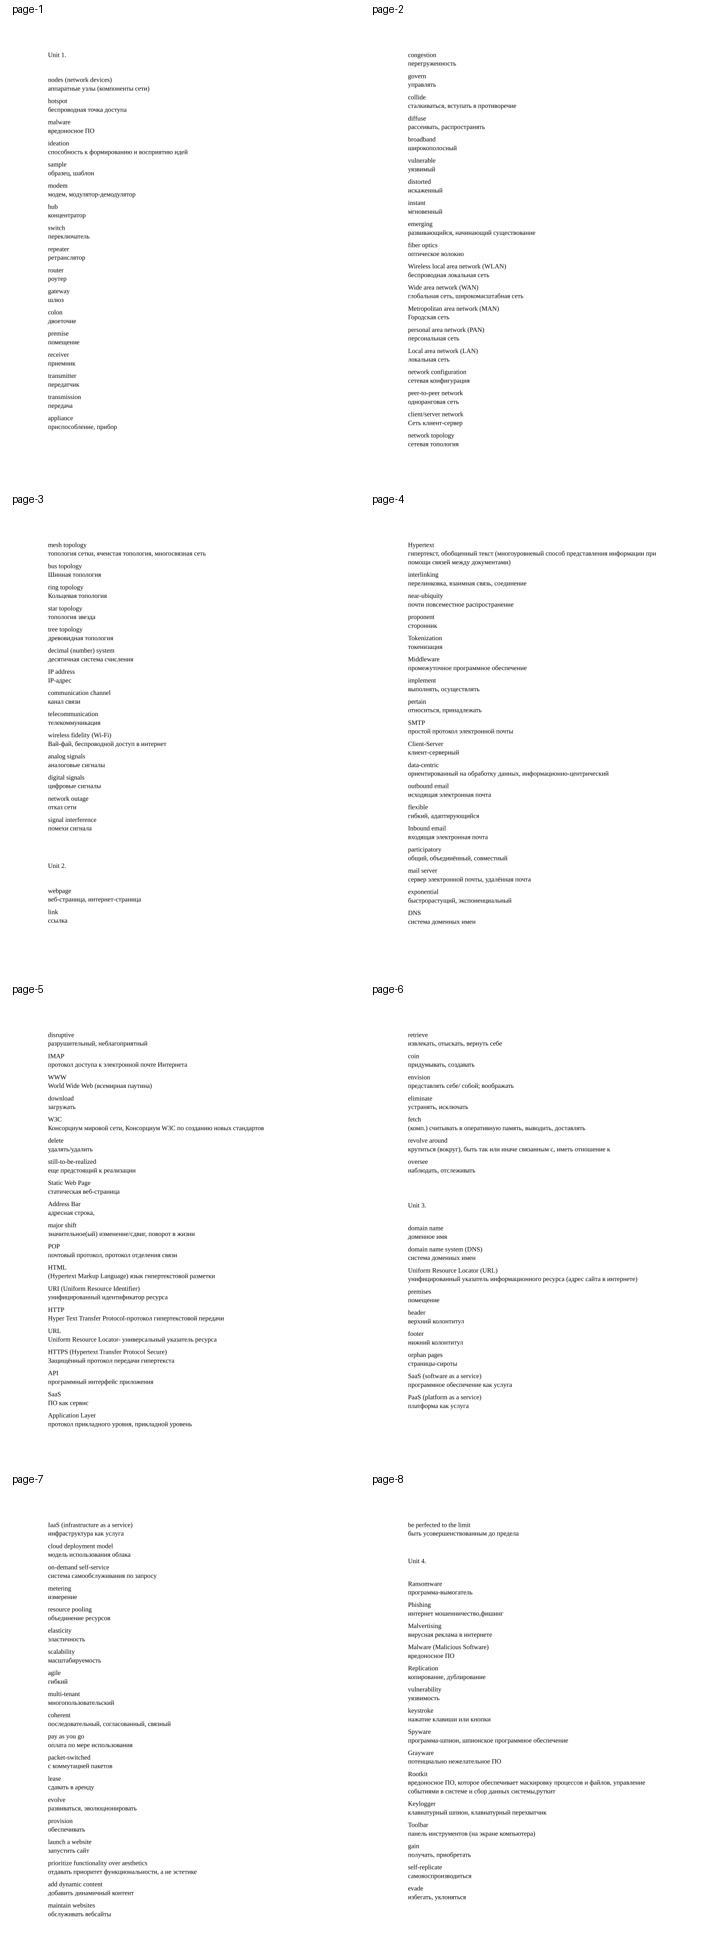 page-1
Unit 1.
nodes (network devices)
аппаратные узлы (компоненты сети)
hotspot
беспроводная точка доступа
malware
вредоносное ПО
ideation
способность к формированию и восприятию идей
sample
образец, шаблон
modem
модем, модулятор-демодулятор
hub
концентратор
switch
переключатель
repeater
ретранслятор
router
роутер
gateway
шлюз
colon
двоеточие
premise
помещение
receiver
приемник
transmitter
передатчик
transmission
передача
appliance
приспособление, прибор
page-2
congestion
перегруженность
govern
управлять
collide
сталкиваться, вступать в противоречие
diffuse
рассеивать, распространять
broadband
широкополосный
vulnerable
уязвимый
distorted
искаженный
instant
мгновенный
emerging
развивающийся, начинающий существование
fiber optics
оптическое волокно
Wireless local area network (WLAN)
беспроводная локальная сеть
Wide area network (WAN)
глобальная сеть, широкомасштабная сеть
Metropolitan area network (MAN)
Городская сеть
personal area network (PAN)
персональная сеть
Local area network (LAN)
локальная сеть
network configuration
сетевая конфигурация
peer-to-peer network
одноранговая сеть
client/server network
Сеть клиент-сервер
network topology
сетевая топология
page-3
mesh topology
топология сетки, ячеистая топология, многосвязная сеть
bus topology
Шинная топология
ring topology
Кольцевая топология
star topology
топология звезда
tree topology
древовидная топология
decimal (number) system
десятичная система счисления
IP address
IP-адрес
communication channel
канал связи
telecommunication
телекоммуникация
wireless fidelity (Wi-Fi)
Вай-фай, беспроводной доступ в интернет
analog signals
аналоговые сигналы
digital signals
цифровые сигналы
network outage
отказ сети
signal interference
помехи сигнала
Unit 2.
webpage
веб-страница, интернет-страница
link
ссылка
page-4
Hypertext
гипертекст, обобщенный текст (многоуровневый способ представления информации при
помощи связей между документами)
interlinking
перелинковка, взаимная связь, соединение
near-ubiquity
почти повсеместное распространение
proponent
сторонник
Tokenization
токенизация
Middleware
промежуточное программное обеспечение
implement
выполнять, осуществлять
pertain
относиться, принадлежать
SMTP
простой протокол электронной почты
Client-Server
клиент-серверный
data-centric
ориентированный на обработку данных, информационно-центрический
outbound email
исходящая электронная почта
flexible
гибкий, адаптирующийся
Inbound email
входящая электронная почта
participatory
общий, объединённый, совместный
mail server
сервер электронной почты, удалённая почта
exponential
быстрорастущий, экспоненциальный
DNS
система доменных имен
page-5
disruptive
разрушительный, неблагоприятный
IMAP
протокол доступа к электронной почте Интернета
WWW
World Wide Web (всемирная паутина)
download
загружать
W3C
Консорциум мировой сети, Консорциум W3C по созданию новых стандартов
delete
удалять/удалить
still-to-be-realized
еще предстоящий к реализации
Static Web Page
статическая веб-страница
Address Bar
адресная строка,
major shift
значительное(ый) изменение/сдвиг, поворот в жизни
POP
почтовый протокол, протокол отделения связи
HTML
(Hypertext Markup Language) язык гипертекстовой разметки
URI (Uniform Resource Identifier)
унифицированный идентификатор ресурса
HTTP
Hyper Text Transfer Protocol-протокол гипертекстовой передачи
URL
Uniform Resource Locator- универсальный указатель ресурса
HTTPS (Hypertext Transfer Protocol Secure)
Защищённый протокол передачи гипертекста
API
программный интерфейс приложения
SaaS
ПО как сервис
Application Layer
протокол прикладного уровня, прикладной уровень
page-6
retrieve
извлекать, отыскать, вернуть себе
coin
придумывать, создавать
envision
представлять себе/ собой; воображать
eliminate
устранять, исключать
fetch
(комп.) считывать в оперативную память, выводить, доставлять
revolve around
крутиться (вокруг), быть так или иначе связанным с, иметь отношение к
oversee
наблюдать, отслеживать
Unit 3.
domain name
доменное имя
domain name system (DNS)
система доменных имен
Uniform Resource Locator (URL)
унифицированный указатель информационного ресурса (адрес сайта в интернете)
premises
помещение
header
верхний колонтитул
footer
нижний колонтитул
orphan pages
страницы-сироты
SaaS (software as a service)
программное обеспечение как услуга
PaaS (platform as a service)
платформа как услуга
page-7
IaaS (infrastructure as a service)
инфраструктура как услуга
cloud deployment model
модель использования облака
on-demand self-service
система самообслуживания по запросу
metering
измерение
resource pooling
объединение ресурсов
elasticity
эластичность
scalability
масштабируемость
agile
гибкий
multi-tenant
многопользовательский
coherent
последовательный, согласованный, связный
pay as you go
оплата по мере использования
packet-switched
с коммутацией пакетов
lease
сдавать в аренду
evolve
развиваться, эволюционировать
provision
обеспечивать
launch a website
запустить сайт
prioritize functionality over aesthetics
отдавать приоритет функциональности, а не эстетике
add dynamic content
добавить динамичный контент
maintain websites
обслуживать вебсайты
page-8
be perfected to the limit
быть усовершенствованным до предела
Unit 4.
Ransomware
программа-вымогатель
Phishing
интернет мошенничество,фишинг
Malvertising
вирусная реклама в интернете
Malware (Malicious Software)
вредоносное ПО
Replication
копирование, дублирование
vulnerability
уязвимость
keystroke
нажатие клавиши или кнопки
Spyware
программа-шпион, шпионское программное обеспечение
Grayware
потенциально нежелательное ПО
Rootkit
вредоносное ПО, которое обеспечивает маскировку процессов и файлов, управление
событиями в системе и сбор данных системы,руткит
Keylogger
клавиатурный шпион, клавиатурный перехватчик
Toolbar
панель инструментов (на экране компьютера)
gain
получать, приобретать
self-replicate
самовоспроизводиться
evade
избегать, уклоняться